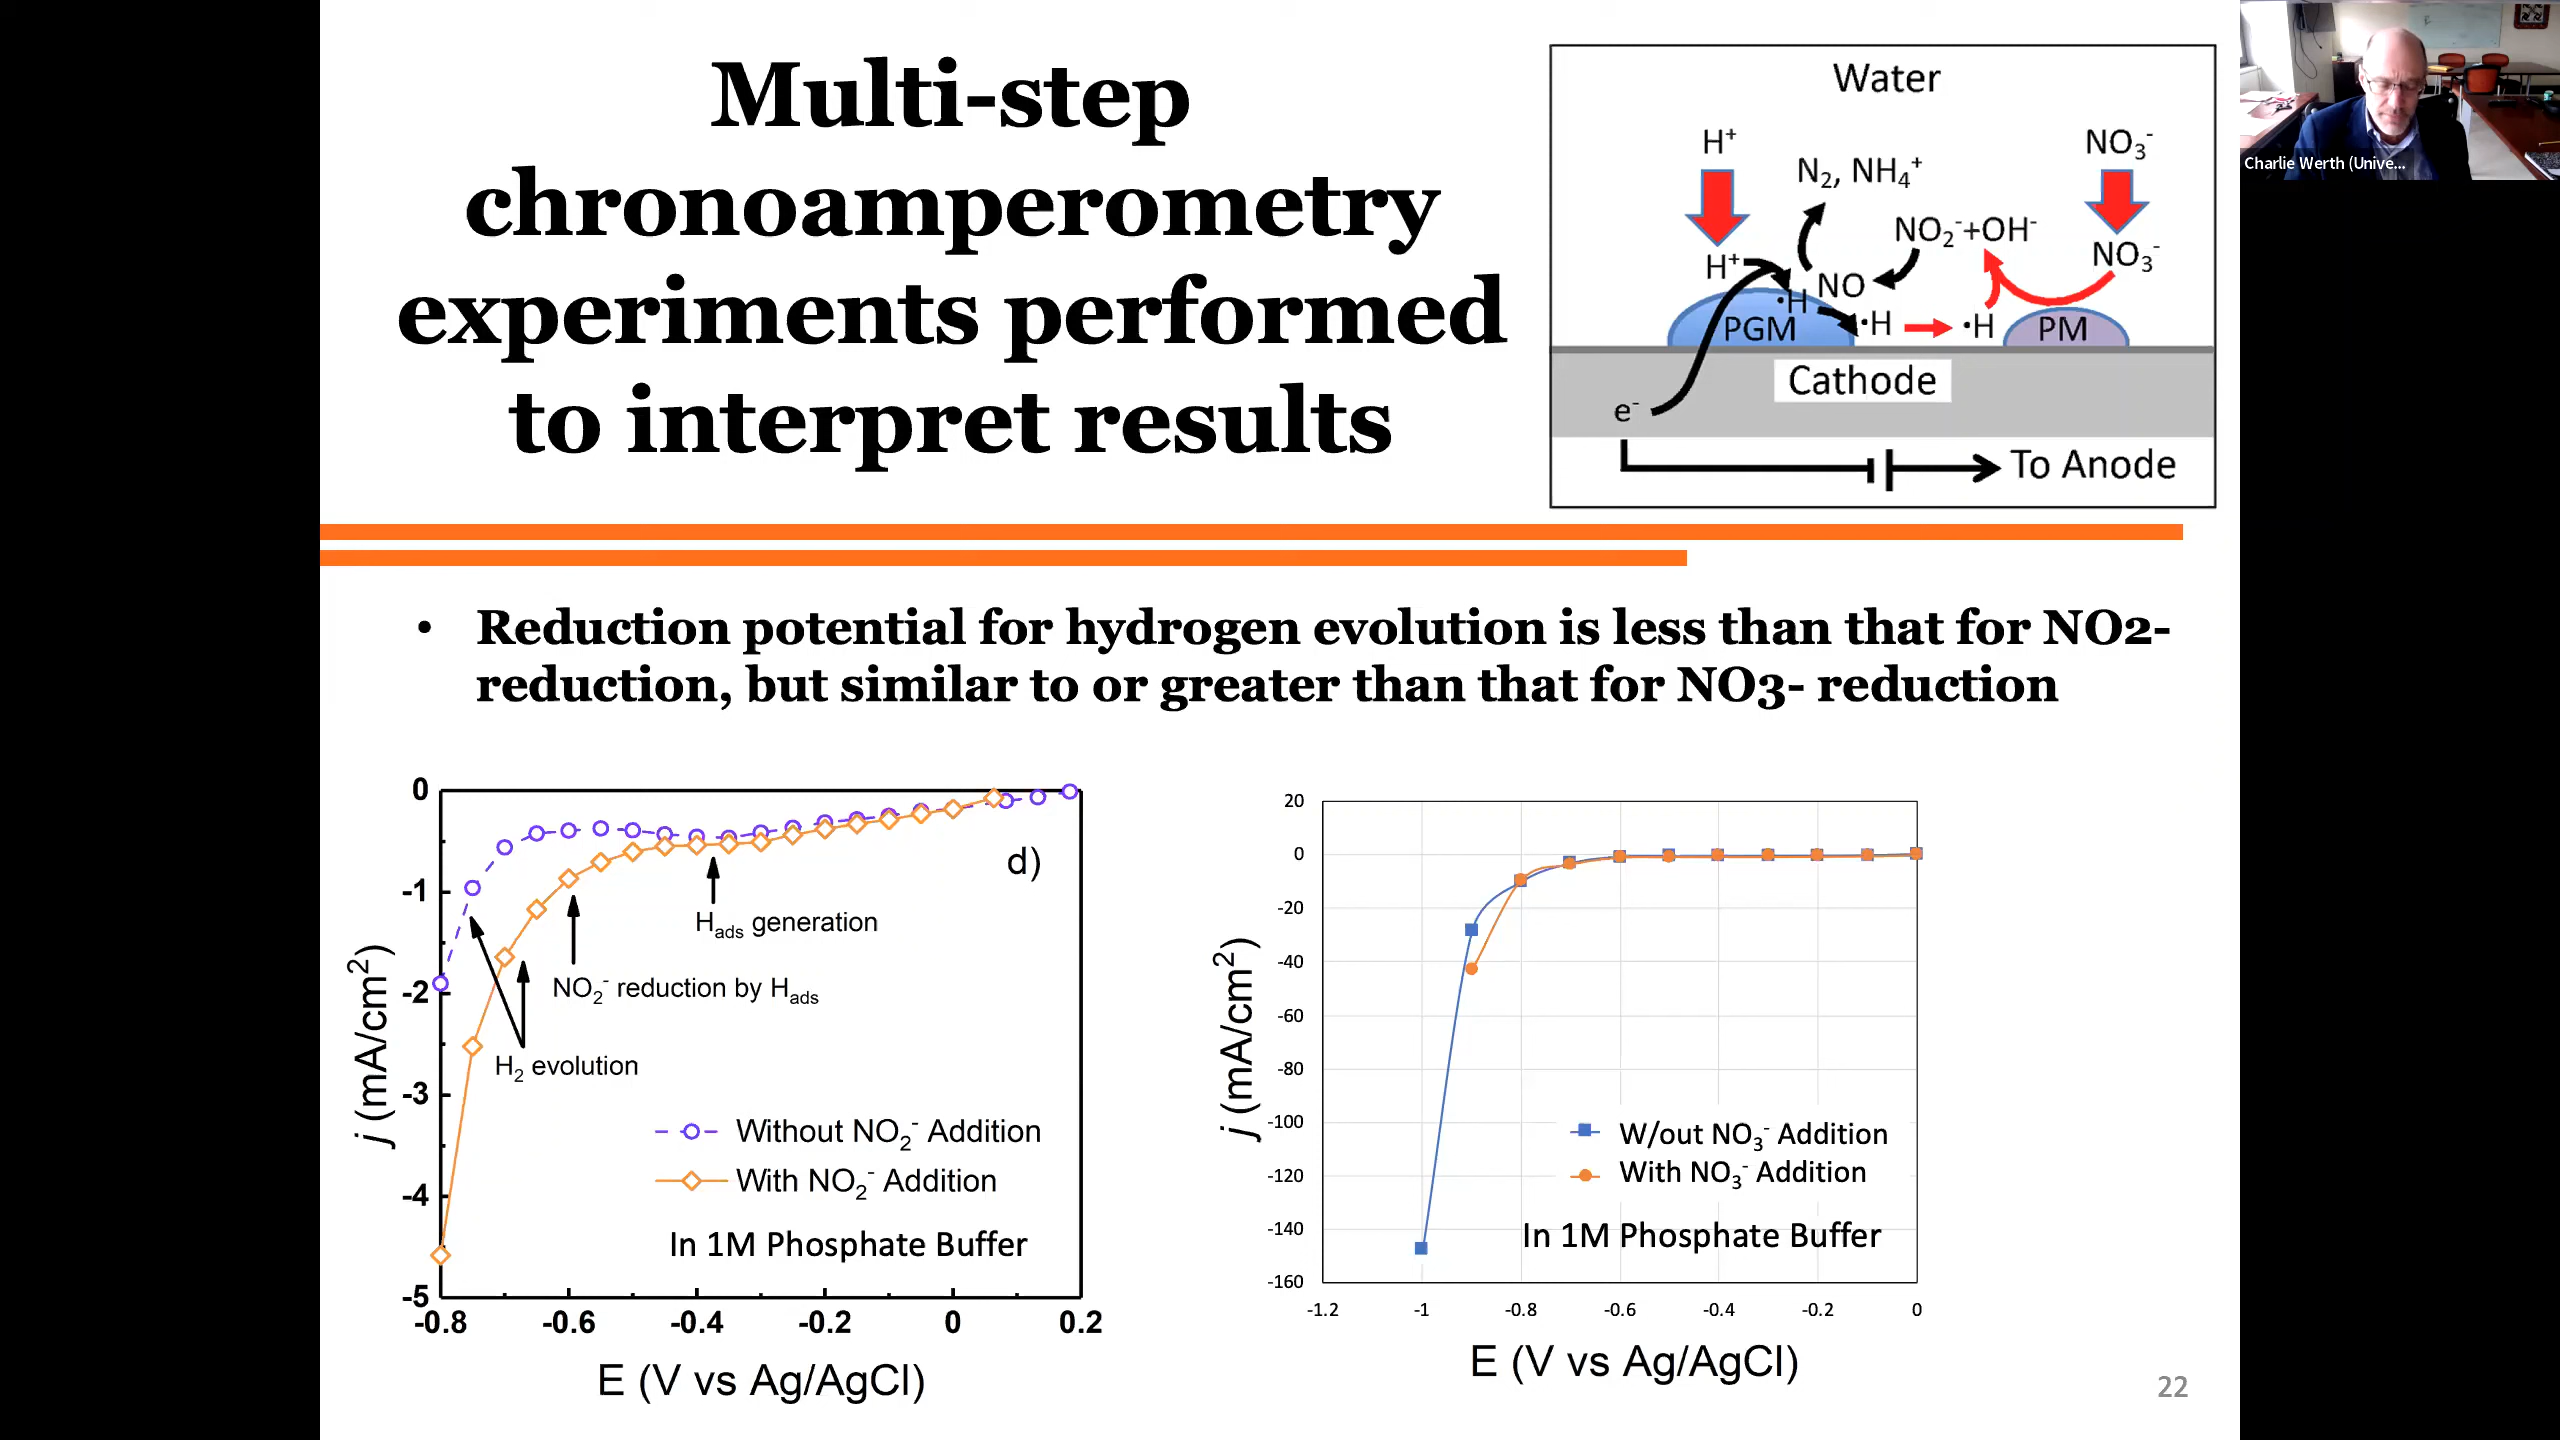 Multi-step
chronoamperometry
experiments performed
to interpret results
Water
H⁺
NO₃⁻
N₂, NH₄⁺
NO₂⁻+OH⁻
NO₃⁻
H⁺
NO
·H
PGM
·H
·H
PM
Cathode
e⁻
To Anode
Charlie Werth (Unive...
• Reduction potential for hydrogen evolution is less than that for NO2-
reduction, but similar to or greater than that for NO3- reduction
0
-1
-2
-3
-4
-5
j (mA/cm²)
d)
H_ads generation
NO₂⁻ reduction by H_ads
H₂ evolution
Without NO₂⁻ Addition
With NO₂⁻ Addition
In 1M Phosphate Buffer
-0.8 -0.6 -0.4 -0.2 0 0.2
E (V vs Ag/AgCl)
20
0
-20
-40
-60
-80
-100
-120
-140
-160
j (mA/cm²)
W/out NO₃⁻ Addition
With NO₃⁻ Addition
In 1M Phosphate Buffer
-1.2 -1 -0.8 -0.6 -0.4 -0.2 0
E (V vs Ag/AgCl)
22